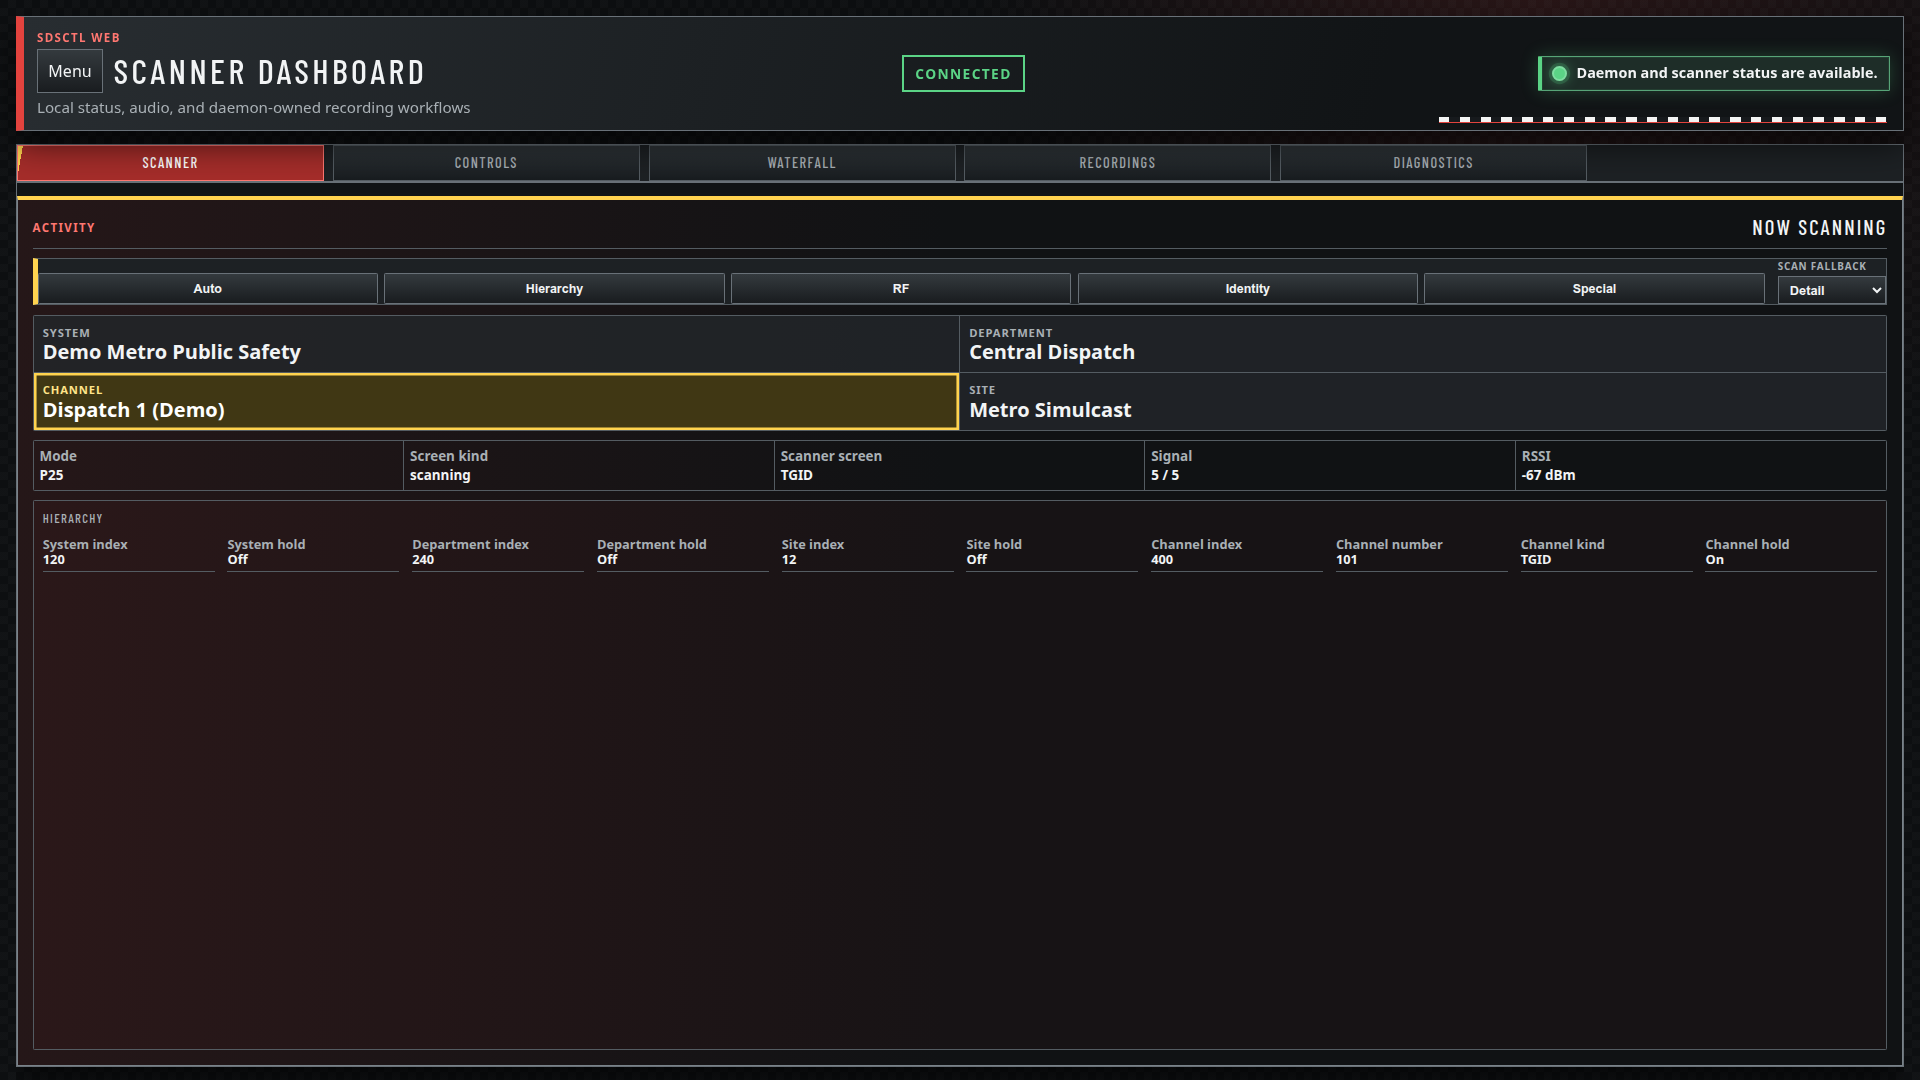 SDSCTL WEB
Menu SCANNER DASHBOARD
Local status, audio, and daemon-owned recording workflows
CONNECTED
Daemon and scanner status are available.
SCANNER CONTROLS WATERFALL RECORDINGS DIAGNOSTICS
ACTIVITY NOW SCANNING
SCAN FALLBACK
Auto Hierarchy RF Identity Special Detail
SYSTEM DEPARTMENT
Demo Metro Public Safety Central Dispatch
CHANNEL SITE
Dispatch 1 (Demo) Metro Simulcast
Mode Screen kind Scanner screen Signal RSSI
P25 scanning TGID 5 / 5 -67 dBm
HIERARCHY
System index System hold Department index Department hold Site index Site hold Channel index Channel number Channel kind Channel hold
120 Off 240 Off 12 Off 400 101 TGID On